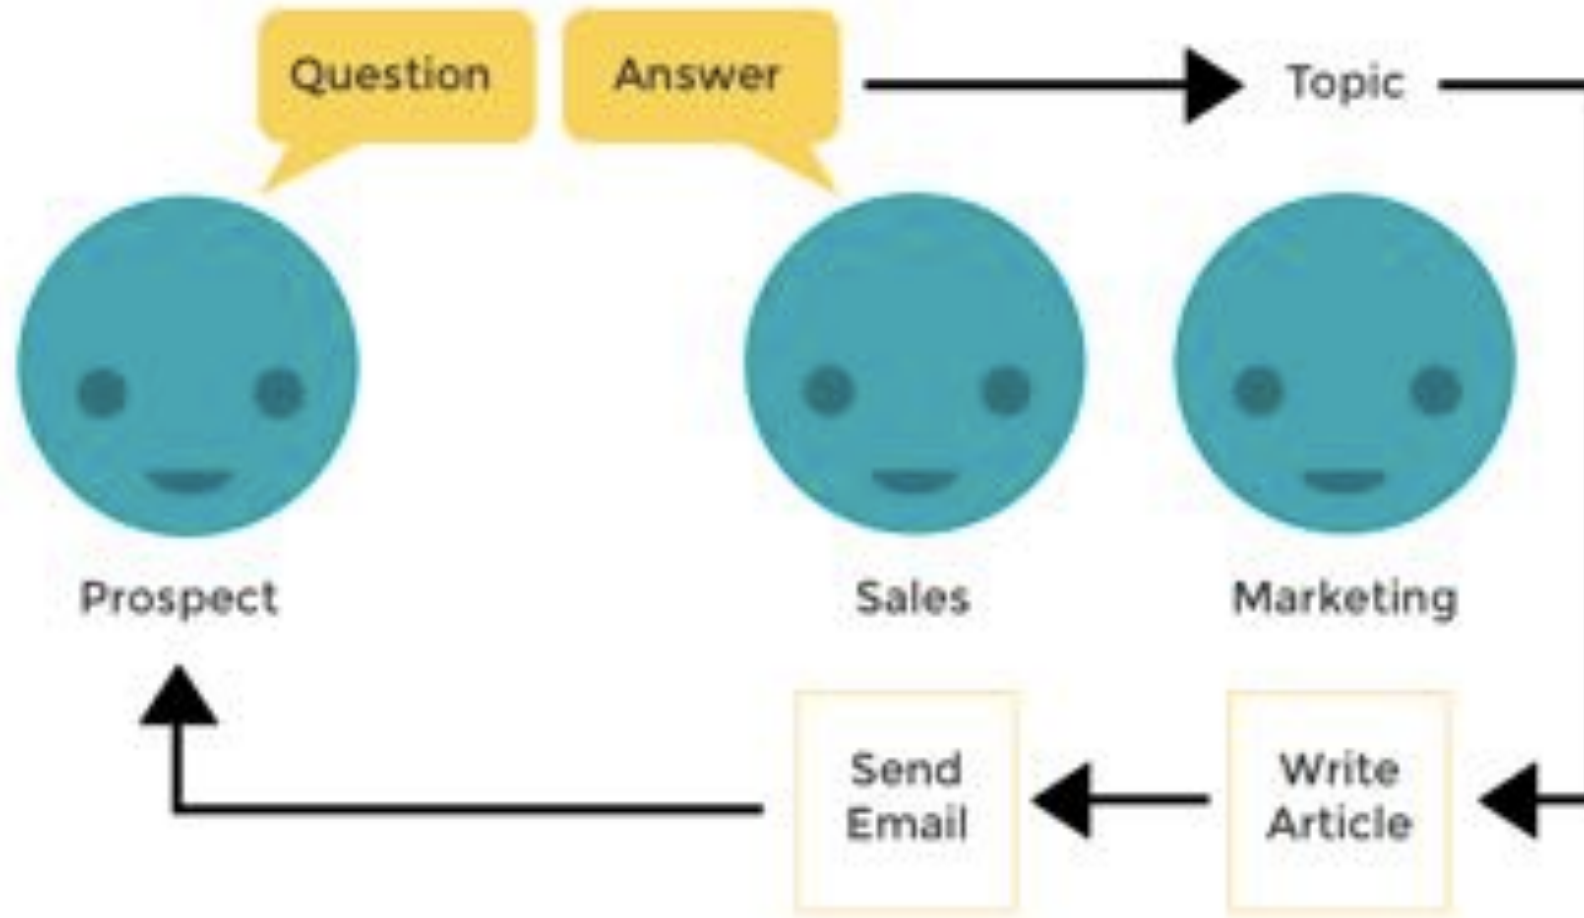 Question
Answer
Topic
Prospect
Sales
Marketing
Send
Email
Write
Article